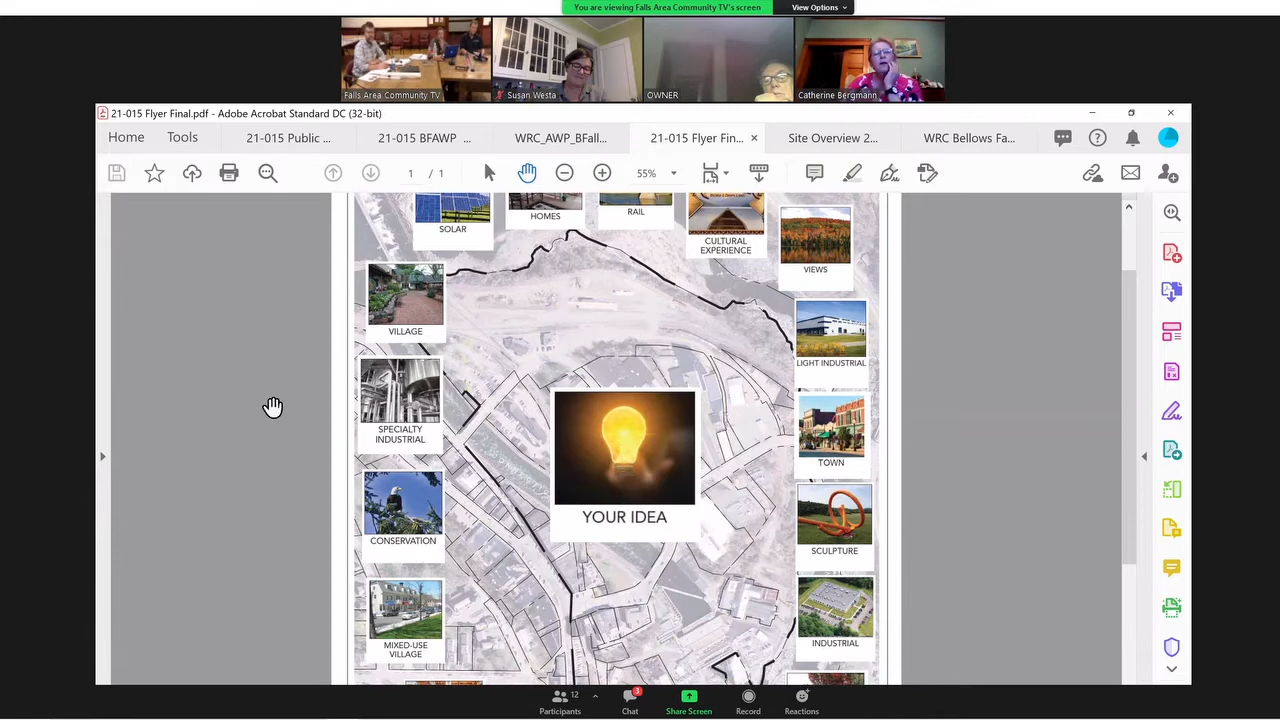 You are viewing Falls Area Community TV's screen
View Options
Falls Area Community TV
Susan Westa
OWNER
Catherine Bergmann
21-015 Flyer Final.pdf - Adobe Acrobat Standard DC (32-bit)
Home
Tools
21-015 Public ...
21-015 BFAWP ...
WRC_AWP_BFall...
21-015 Flyer Fin...
Site Overview 2...
WRC Bellows Fa...
1 / 1
55%
SOLAR
HOMES
RAIL
CULTURAL
EXPERIENCE
VIEWS
VILLAGE
LIGHT INDUSTRIAL
SPECIALTY
INDUSTRIAL
TOWN
YOUR IDEA
CONSERVATION
SCULPTURE
MIXED-USE
VILLAGE
INDUSTRIAL
12
Participants
3
Chat
Share Screen
Record
Reactions